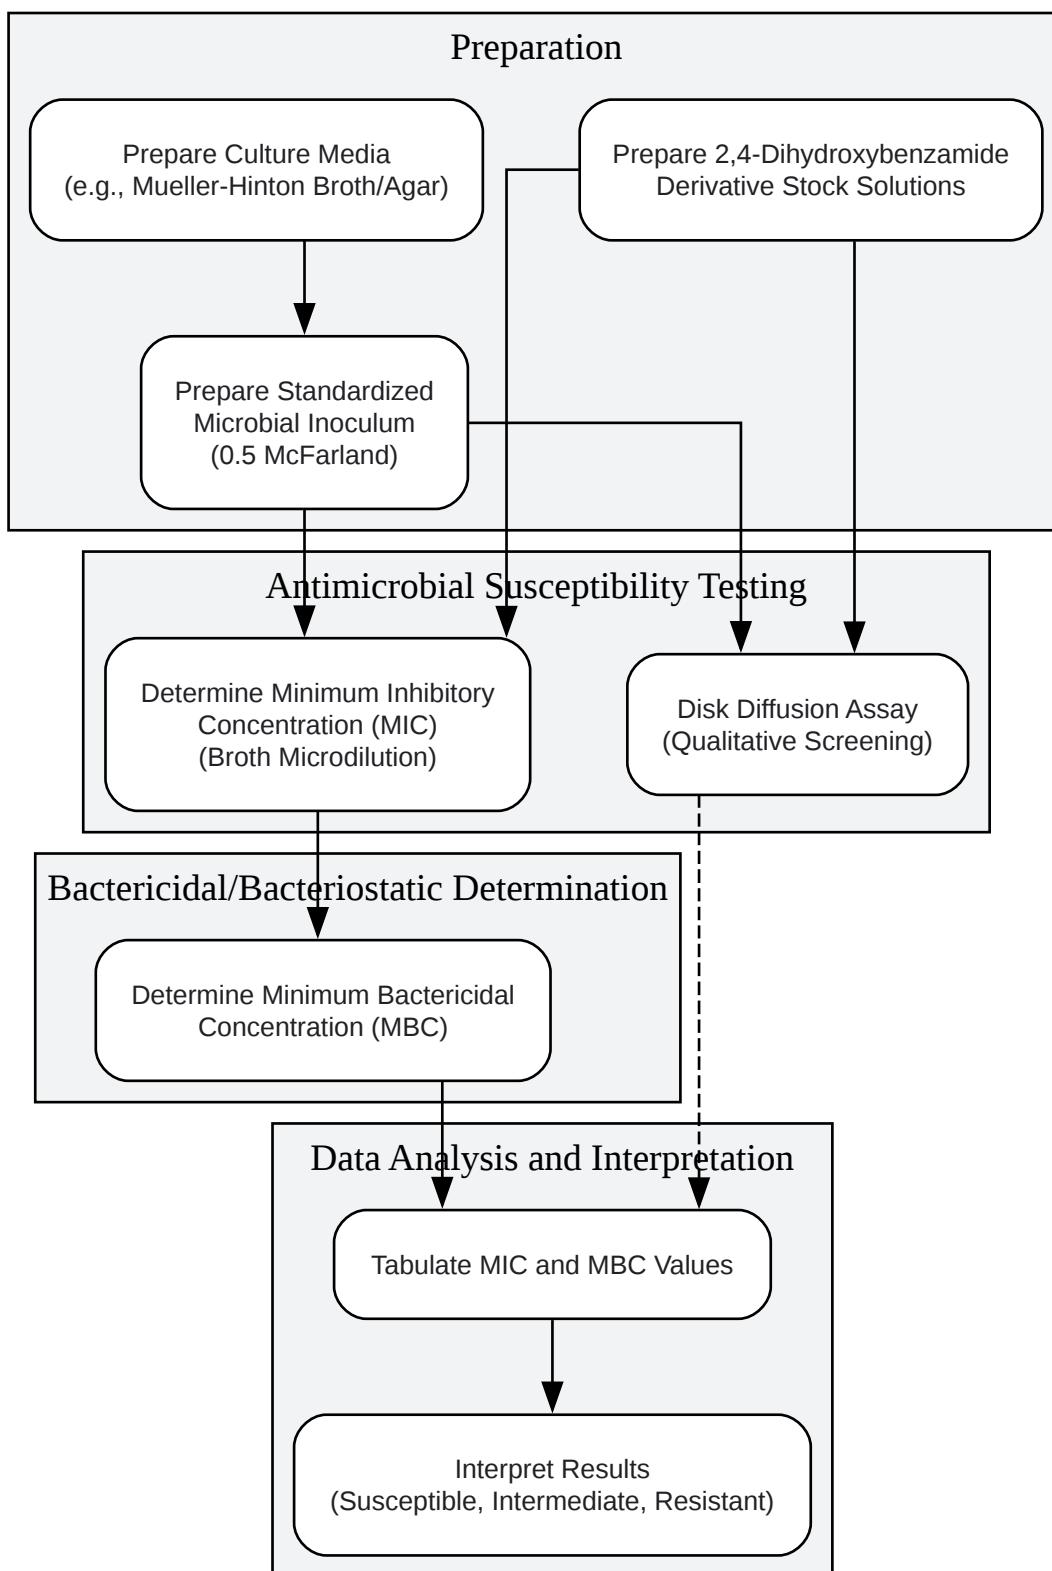 Preparation
Prepare Culture Media
(e.g., Mueller-Hinton Broth/Agar)
Prepare 2,4-Dihydroxybenzamide
Derivative Stock Solutions
Prepare Standardized
Microbial Inoculum
(0.5 McFarland)
Antimicrobial Susceptibility Testing
Determine Minimum Inhibitory
Concentration (MIC)
(Broth Microdilution)
Disk Diffusion Assay
(Qualitative Screening)
Bactericidal/Bacteriostatic Determination
Determine Minimum Bactericidal
Concentration (MBC)
Data Analysis and Interpretation
Tabulate MIC and MBC Values
Interpret Results
(Susceptible, Intermediate, Resistant)